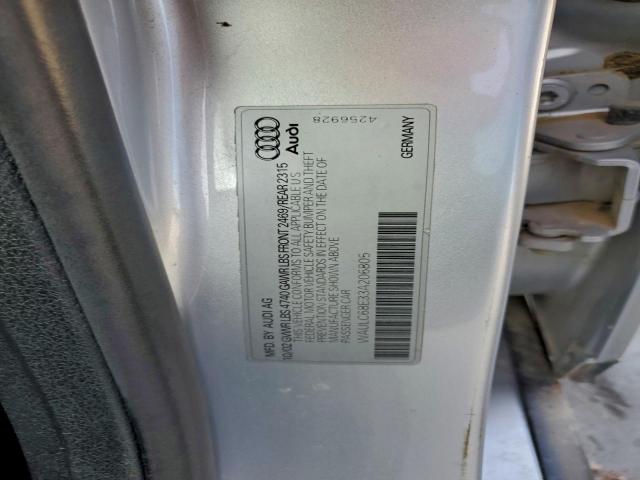 MFD. BY AUDI AG
10/02 GVWR LBS 4740 GAWR LBS FRONT 2469/REAR 2315
THIS VEHICLE CONFORMS TO ALL APPLICABLE U.S.
FEDERAL MOTOR VEHICLE SAFETY BUMPER AND THEFT
PREVENTION STANDARDS IN EFFECT ON THE DATE OF
MANUFACTURE SHOWN ABOVE
PASSENGER CAR
WAULC68E33A206805
Audi
4256928
GERMANY